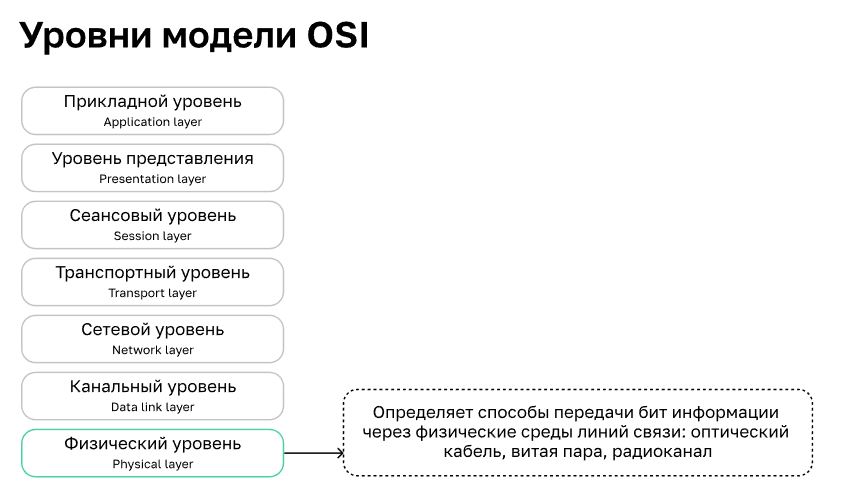 Уровни модели OSI
Прикладной уровень
Application layer
Уровень представления
Presentation layer
Сеансовый уровень
Session layer
Транспортный уровень
Transport layer
Сетевой уровень
Network layer
Канальный уровень
Data link layer
Физический уровень
Physical layer
Определяет способы передачи бит информации
через физические среды линий связи: оптический
кабель, витая пара, радиоканал